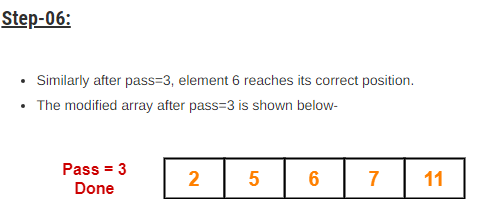 Step-06:
Similarly after pass=3, element 6 reaches its correct position.
The modified array after pass=3 is shown below-
Pass = 3
Done
2 5 6 7 11